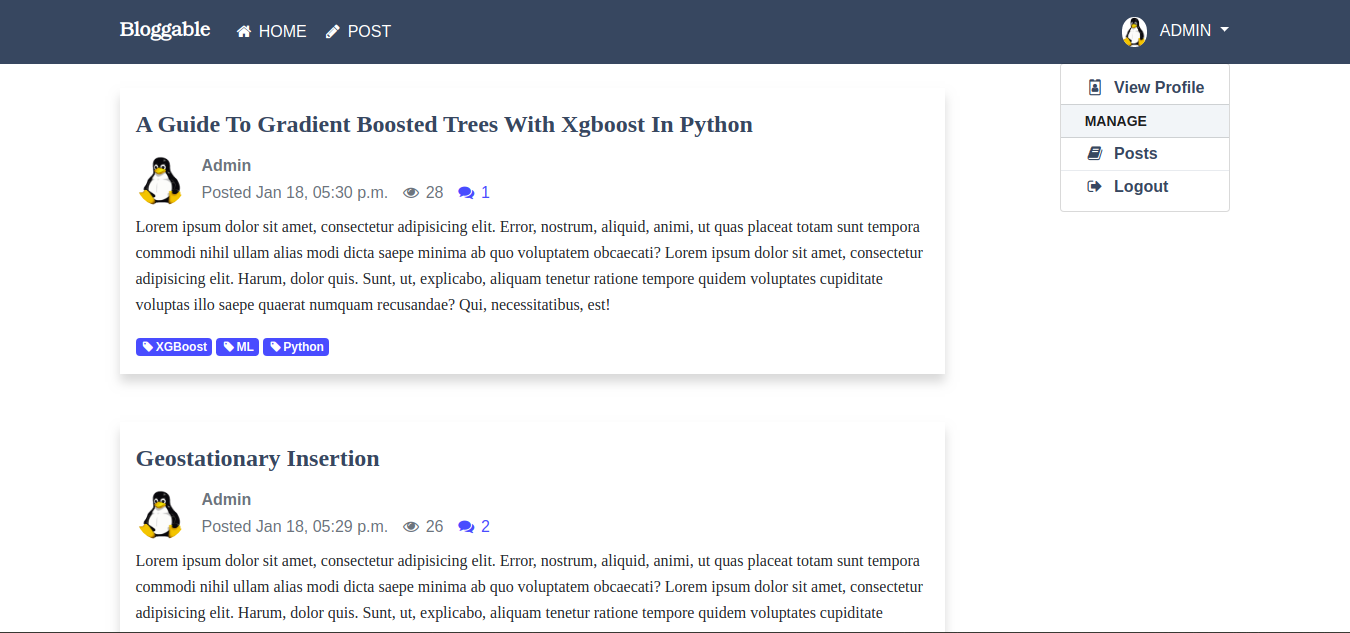 Bloggable HOME POST ADMIN
View Profile
MANAGE
Posts
Logout
A Guide To Gradient Boosted Trees With Xgboost In Python
Admin
Posted Jan 18, 05:30 p.m. 28 1
Lorem ipsum dolor sit amet, consectetur adipisicing elit. Error, nostrum, aliquid, animi, ut quas placeat totam sunt tempora
commodi nihil ullam alias modi dicta saepe minima ab quo voluptatem obcaecati? Lorem ipsum dolor sit amet, consectetur
adipisicing elit. Harum, dolor quis. Sunt, ut, explicabo, aliquam tenetur ratione tempore quidem voluptates cupiditate
voluptas illo saepe quaerat numquam recusandae? Qui, necessitatibus, est!
XGBoost ML Python
Geostationary Insertion
Admin
Posted Jan 18, 05:29 p.m. 26 2
Lorem ipsum dolor sit amet, consectetur adipisicing elit. Error, nostrum, aliquid, animi, ut quas placeat totam sunt tempora
commodi nihil ullam alias modi dicta saepe minima ab quo voluptatem obcaecati? Lorem ipsum dolor sit amet, consectetur
adipisicing elit. Harum, dolor quis. Sunt, ut, explicabo, aliquam tenetur ratione tempore quidem voluptates cupiditate